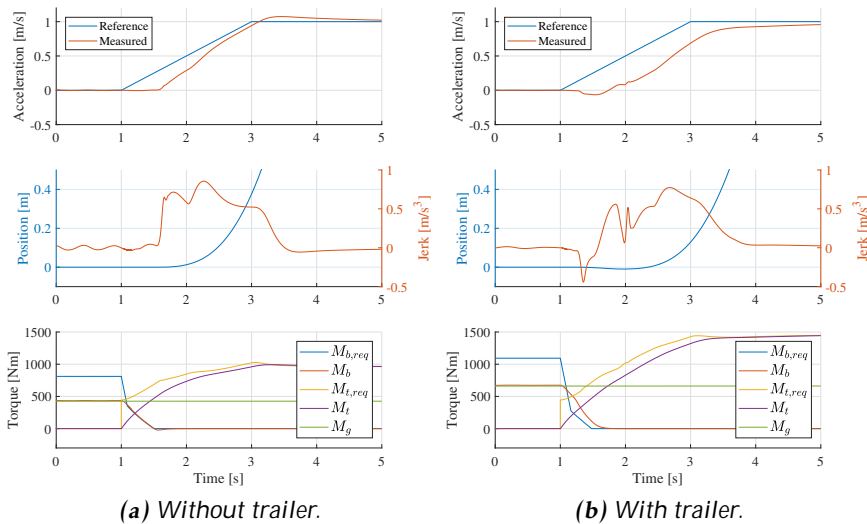 Acceleration [m/s]
1
0.5
0
-0.5
Reference
Measured
0 1 2 3 4 5
Position [m]
0.4
0.2
0
1
0.5
0
-0.5
Jerk [m/s³]
0 1 2 3 4 5
Torque [Nm]
1500
1000
500
0
M_{b,req}
M_b
M_{t,req}
M_t
M_g
0 1 2 3 4 5
Time [s]
(a) Without trailer.
Acceleration [m/s]
1
0.5
0
-0.5
Reference
Measured
0 1 2 3 4 5
Position [m]
0.4
0.2
0
1
0.5
0
-0.5
Jerk [m/s³]
0 1 2 3 4 5
Torque [Nm]
1500
1000
500
0
M_{b,req}
M_b
M_{t,req}
M_t
M_g
0 1 2 3 4 5
Time [s]
(b) With trailer.